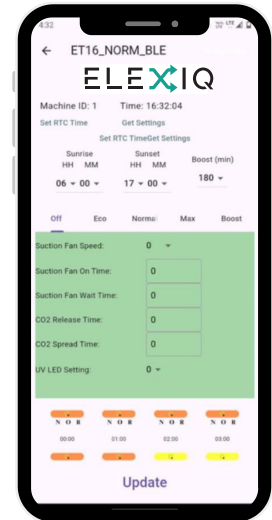 4:32
LTE
← ET16_NORM_BLE
ELEXIQ
Machine ID: 1 Time: 16:32:04
Set RTC Time Get Settings
Set RTC TimeGet Settings
Sunrise Sunset
HH MM HH MM Boost (min)
06 00 17 00 180
Off Eco Norma Max Boost
Suction Fan Speed: 0
Suction Fan On Time: 0
Suction Fan Wait Time: 0
CO2 Release Time: 0
CO2 Spread Time: 0
UV LED Setting: 0
00:00 01:00 02:00 03:00
Update